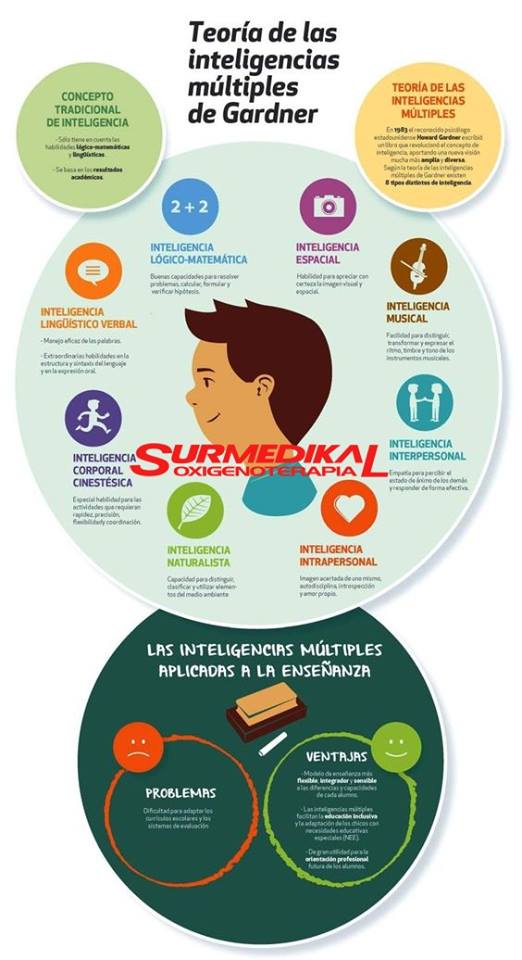 Teoría de las
inteligencias
múltiples
de Gardner
CONCEPTO
TRADICIONAL
DE INTELIGENCIA
- Sólo tiene en cuenta las
habilidades lógico-matemáticas
y lingüísticas.
- Se basa en los resultados
académicos.
TEORÍA DE LAS
INTELIGENCIAS
MÚLTIPLES
En 1983 el reconocido psicólogo
estadounidense Howard Gardner escribió
un libro que revolucionó el concepto de
inteligencia, aportando una nueva visión
mucha más amplia y diversa.
Según la teoría de las inteligencias
múltiples de Gardner existen
8 tipos distintos de inteligencia.
2 + 2
INTELIGENCIA
LÓGICO-MATEMÁTICA
Buenas capacidades para resolver
problemas, calcular, formular y
verificar hipótesis.
INTELIGENCIA
ESPACIAL
Habilidad para apreciar con
certeza la imagen visual y
espacial.
INTELIGENCIA
LINGÜÍSTICO VERBAL
- Manejo eficaz de las palabras.
- Extraordinarias habilidades en la
estructura y sintaxis del lenguaje
y en la expresión oral.
INTELIGENCIA
MUSICAL
Facilidad para distinguir,
transformar y expresar el
ritmo, timbre y tono de los
instrumentos musicales.
INTELIGENCIA
CORPORAL
CINESTÉSICA
Especial habilidad para las
actividades que requieran
rapidez, precisión,
flexibilidady coordinación.
SURMEDIKAL
OXIGENOTERAPIA
INTELIGENCIA
INTERPERSONAL
Empatía para percibir el
estado de ánimo de los demás
y responder de forma efectiva.
INTELIGENCIA
NATURALISTA
Capacidad para distinguir,
clasificar y utilizar elemen-
tos del medio ambiente
INTELIGENCIA
INTRAPERSONAL
Imagen acertada de uno mismo,
autodisciplina, introspección
y amor propio.
LAS INTELIGENCIAS MÚLTIPLES
APLICADAS A LA ENSEÑANZA
PROBLEMAS
Dificultad para adaptar los
currículos escolares y los
sistemas de evaluación
VENTAJAS
- Modelo de enseñanza más
flexible, integrador y sensible
a las diferencias y capacidades
de cada alumno.
- Las inteligencias múltiples
facilitan la educación inclusiva
y la adaptación de los chicos con
necesidades educativas
especiales (NEE).
- De gran utilidad para la
orientación profesional
futura de los alumnos.